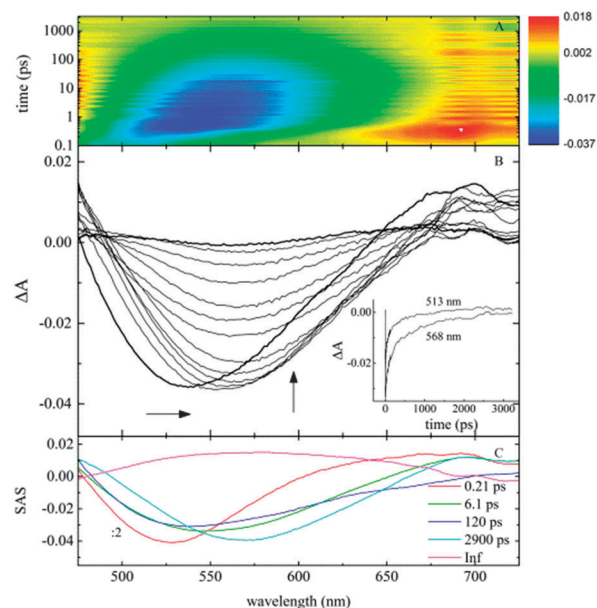 A
time (ps)
1000
100
10
1
0.1
0.018
0.002
-0.017
-0.037
B
ΔA
0.02
0.00
-0.02
-0.04
513 nm
568 nm
ΔA
0.00
-0.02
0 1000 2000 3000
time (ps)
C
SAS
0.02
0.00
-0.02
-0.04
:2
0.21 ps
6.1 ps
120 ps
2900 ps
Inf
500 550 600 650 700
wavelength (nm)